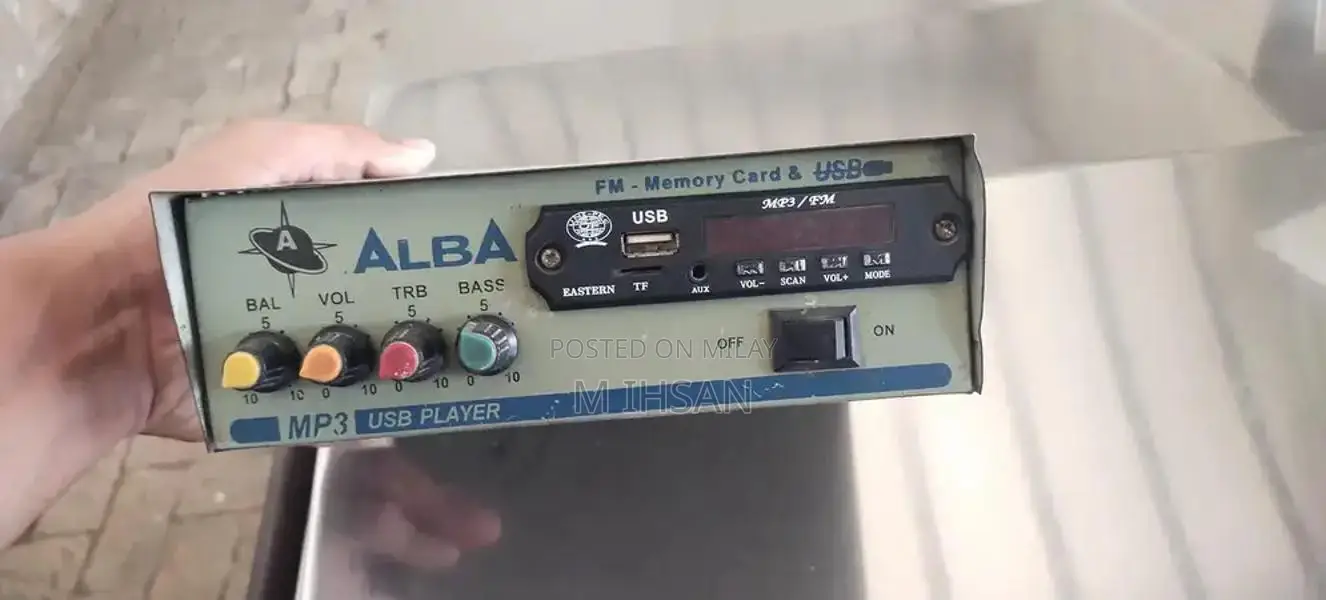 FM - Memory Card & USB
MP3 / FM
USB
A
ALBA
EASTERN TF AUX VOL- SCAN VOL+ MODE
BAL VOL TRB BASS
5 5 5 5
10 10 0 10 0 10 0 10
OFF ON
MP3 USB PLAYER
POSTED ON MILAY
M IHSAN